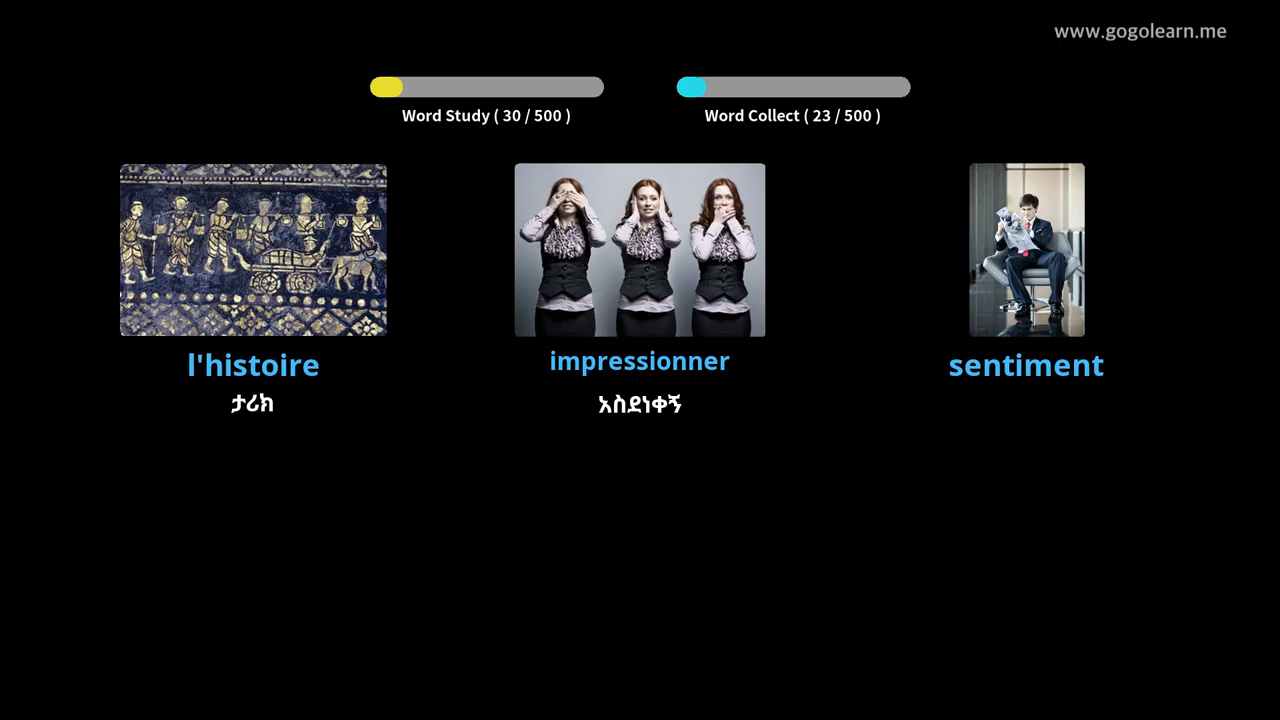 www.gogolearn.me
Word Study ( 30 / 500 )
Word Collect ( 23 / 500 )
l'histoire
impressionner
sentiment
ታሪክ
አስደነቀኝ